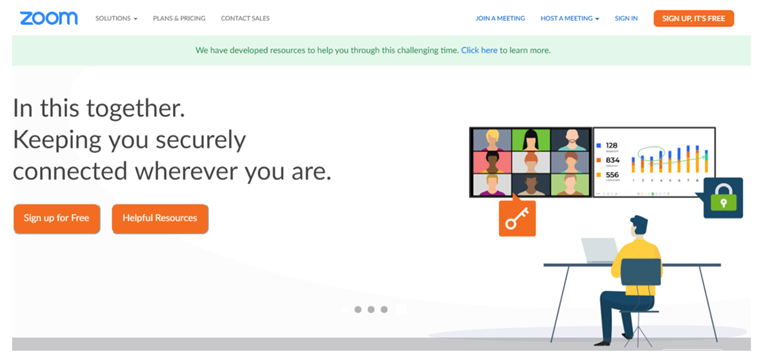 zoom
SOLUTIONS
PLANS & PRICING
CONTACT SALES
JOIN A MEETING
HOST A MEETING
SIGN IN
SIGN UP, IT'S FREE
We have developed resources to help you through this challenging time. Click here to learn more.
In this together.
Keeping you securely
connected wherever you are.
Sign up for Free
Helpful Resources
128
834
556